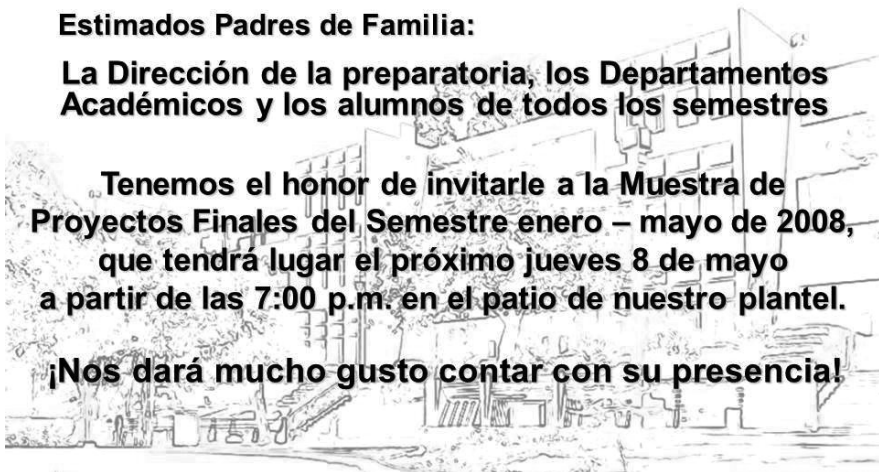 Estimados Padres de Familia:
La Dirección de la preparatoria, los Departamentos
Académicos y los alumnos de todos los semestres
Tenemos el honor de invitarle a la Muestra de
Proyectos Finales del Semestre enero – mayo de 2008,
que tendrá lugar el próximo jueves 8 de mayo
a partir de las 7:00 p.m. en el patio de nuestro plantel.
¡Nos dará mucho gusto contar con su presencia!